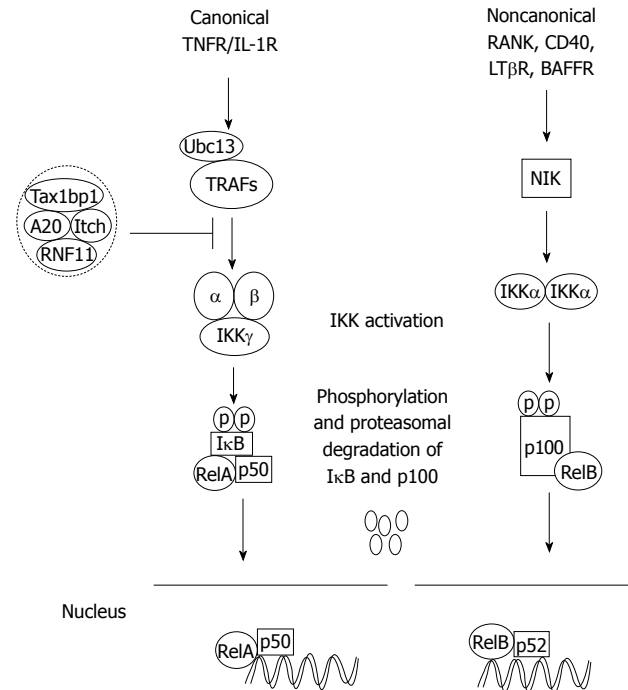 Canonical
TNFR/IL-1R
Noncanonical
RANK, CD40,
LTβR, BAFFR
Ubc13
TRAFs
NIK
Tax1bp1
A20
Itch
RNF11
α
β
IKKγ
IKK activation
IKKα
IKKα
Phosphorylation
and proteasomal
degradation of
IκB and p100
p
p
IκB
RelA
p50
p
p
p100
RelB
Nucleus
RelA
p50
RelB
p52